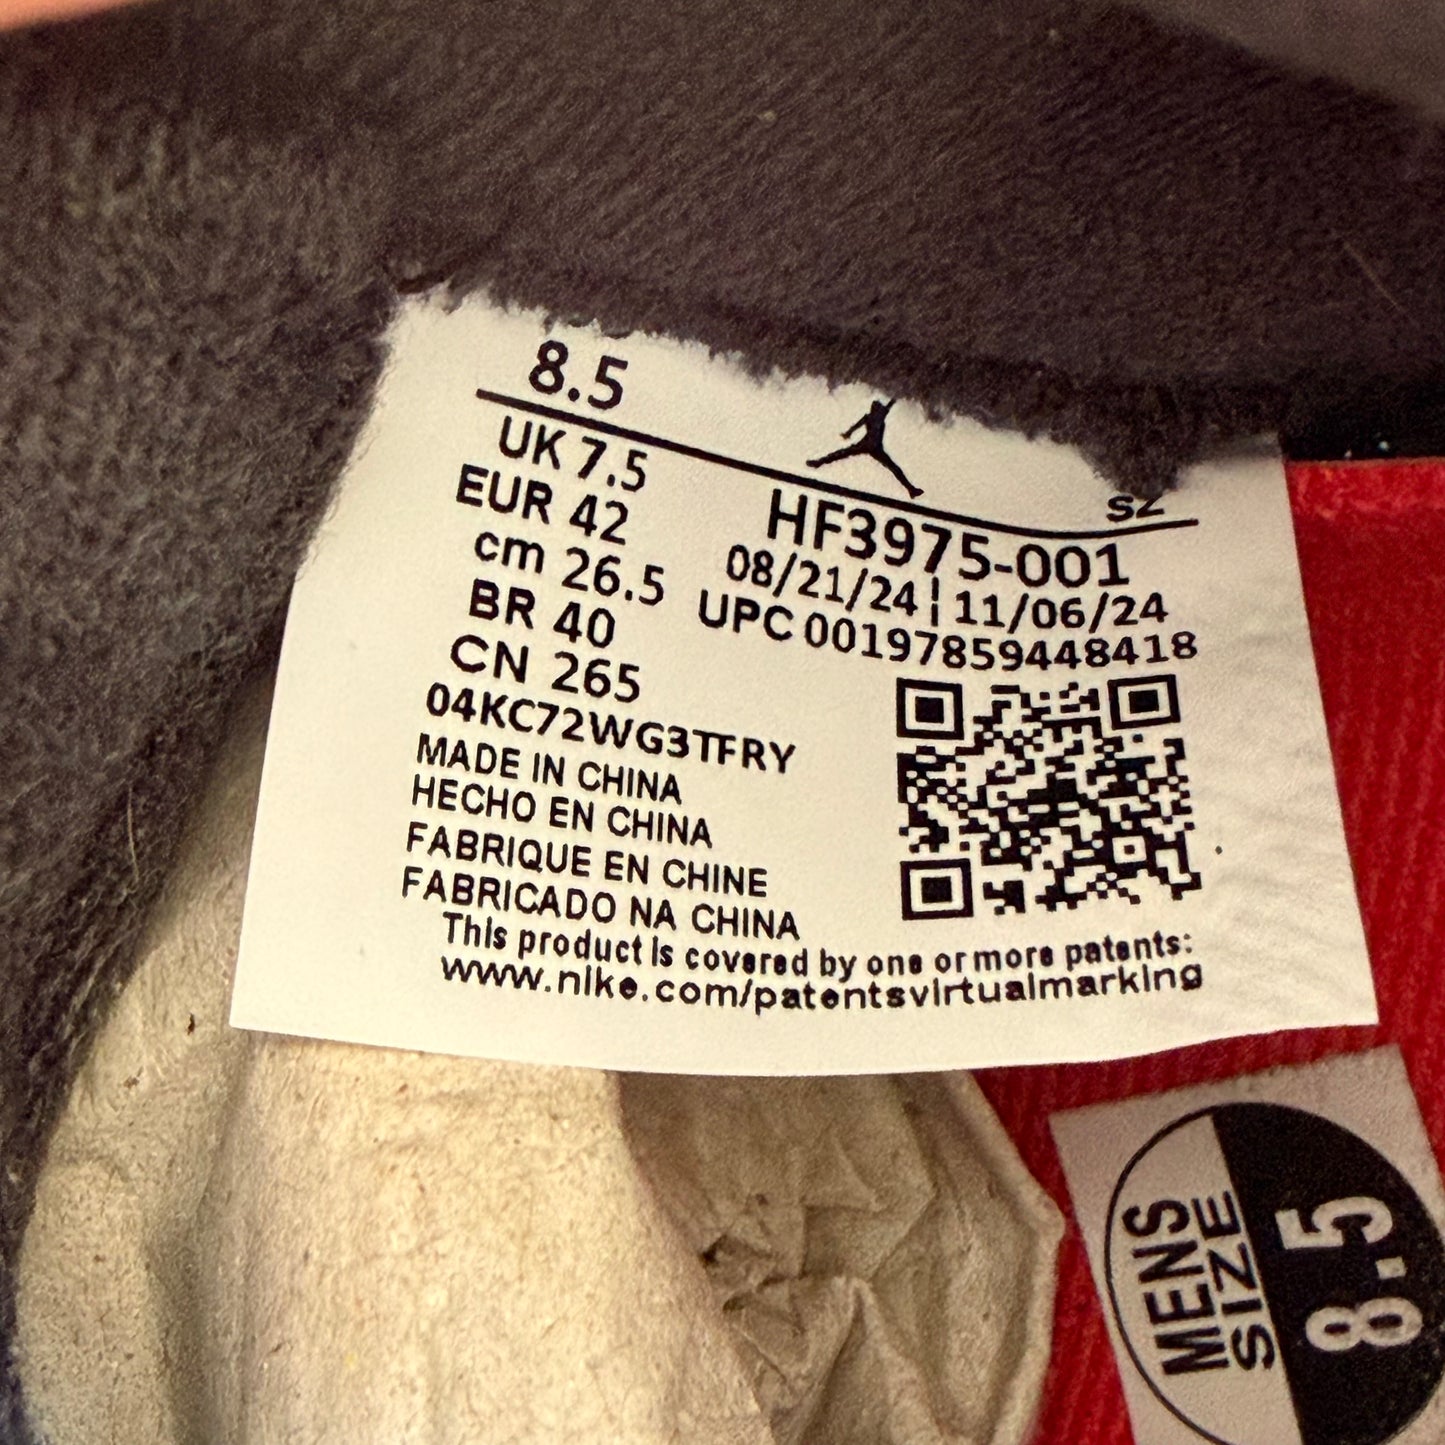 8.5
SZ
UK 7.5
EUR 42
cm 26.5
BR 40
CN 265
HF3975-001
08/21/24 ¦ 11/06/24
UPC 00197859448418
04KC72WG3TFRY
MADE IN CHINA
HECHO EN CHINA
FABRIQUE EN CHINE
FABRICADO NA CHINA
This product is covered by one or more patents:
www.nike.com/patentsvirtualmarking
MENS
SIZE
8.5